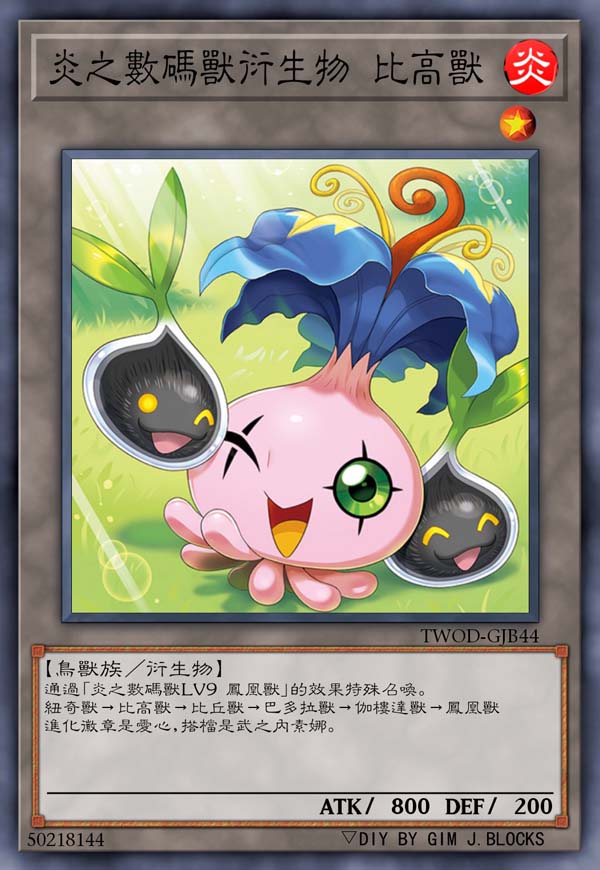 炎之數碼獸衍生物 比高獸
炎
TWOD-GJB44
【鳥獸族／衍生物】
通過「炎之數碼獸LV9 鳳凰獸」的效果特殊召喚。
紐奇獸→比高獸→比丘獸→巴多拉獸→伽樓達獸→鳳凰獸
進化徽章是愛心,搭檔是武之內素娜。
ATK/ 800 DEF/ 200
50218144
▽DIY BY GIM J.BLOCKS